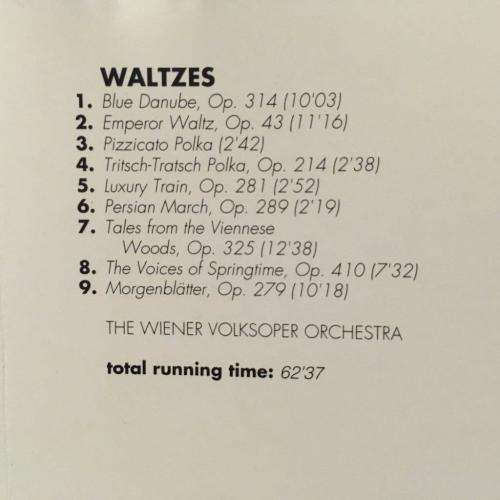 WALTZES
1. Blue Danube, Op. 314 (10'03)
2. Emperor Waltz, Op. 43 (11'16)
3. Pizzicato Polka (2'42)
4. Tritsch-Tratsch Polka, Op. 214 (2'38)
5. Luxury Train, Op. 281 (2'52)
6. Persian March, Op. 289 (2'19)
7. Tales from the Viennese
Woods, Op. 325 (12'38)
8. The Voices of Springtime, Op. 410 (7'32)
9. Morgenblätter, Op. 279 (10'18)
THE WIENER VOLKSOPER ORCHESTRA
total running time: 62'37